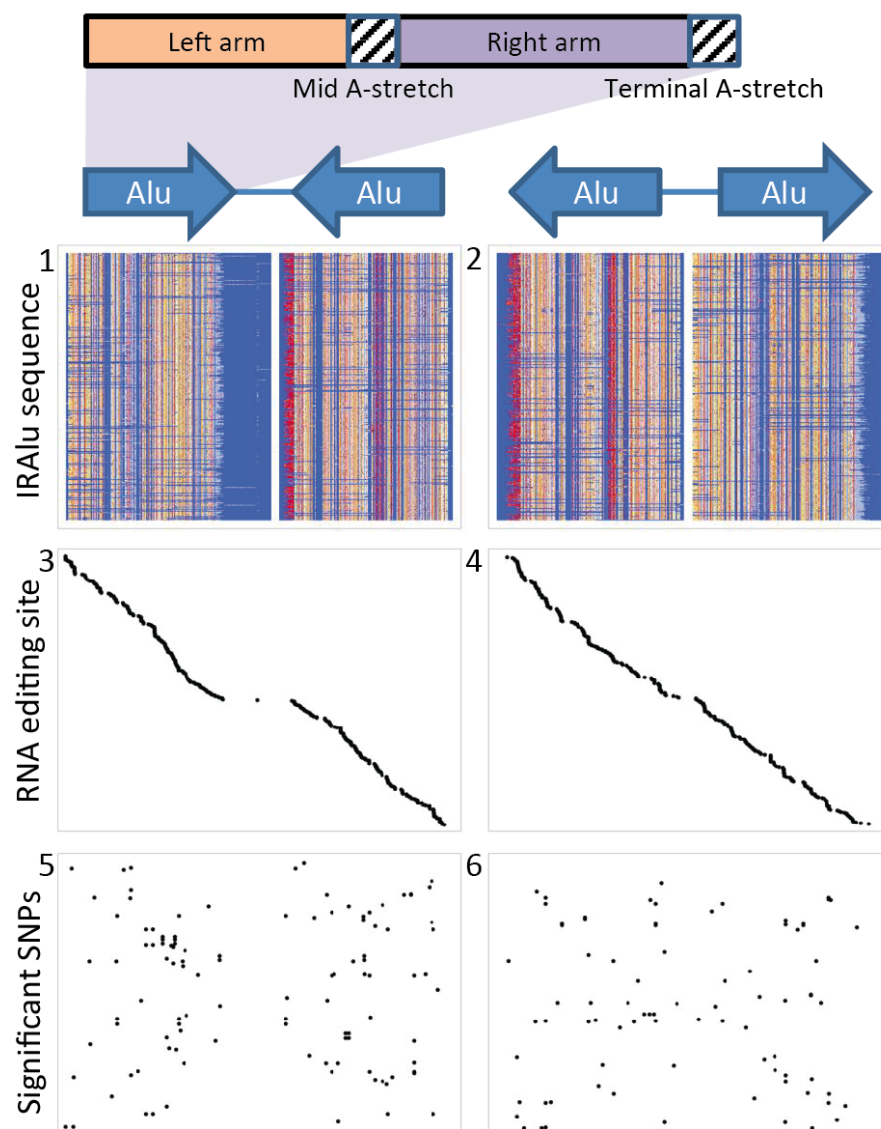 Left arm
Right arm
Mid A-stretch
Terminal A-stretch
Alu
Alu
Alu
Alu
1
2
IRAlu sequence
3
4
RNA editing site
5
6
Significant SNPs